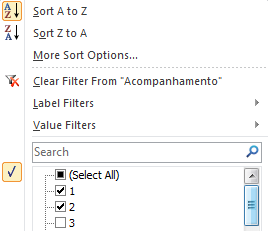 Sort A to Z
Sort Z to A
More Sort Options...
Clear Filter From "Acompanhamento"
Label Filters
Value Filters
Search
(Select All)
1
2
3